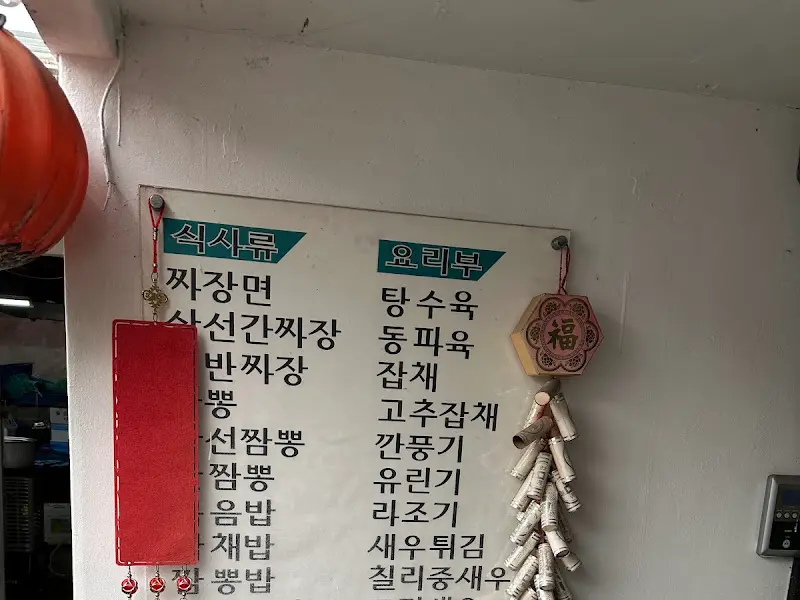 식사류
짜장면
삼선간짜장
반짜장
뽕
선짬뽕
짬뽕
음밥
채밥
짬뽕밥
요리부
탕수육
동파육
잡채
고추잡채
깐풍기
유린기
라조기
새우튀김
칠리중새우
福